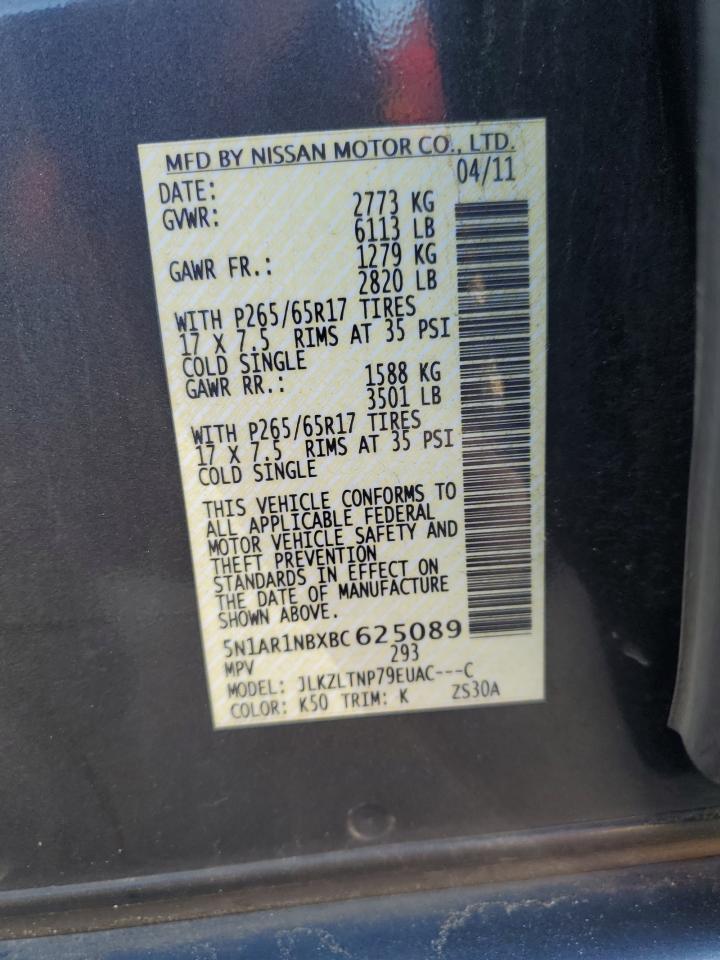 MFD BY NISSAN MOTOR CO., LTD.
DATE: 04/11
GVWR: 2773 KG
6113 LB
GAWR FR.: 1279 KG
2820 LB
WITH P265/65R17 TIRES
17 X 7.5 RIMS AT 35 PSI
COLD SINGLE
GAWR RR.: 1588 KG
3501 LB
WITH P265/65R17 TIRES
17 X 7.5 RIMS AT 35 PSI
COLD SINGLE
THIS VEHICLE CONFORMS TO
ALL APPLICABLE FEDERAL
MOTOR VEHICLE SAFETY AND
THEFT PREVENTION
STANDARDS IN EFFECT ON
THE DATE OF MANUFACTURE
SHOWN ABOVE.
5N1AR1NBXBC 625089
MPV 293
MODEL: JLKZLTNP79EUAC---C
COLOR: K50 TRIM: K ZS30A